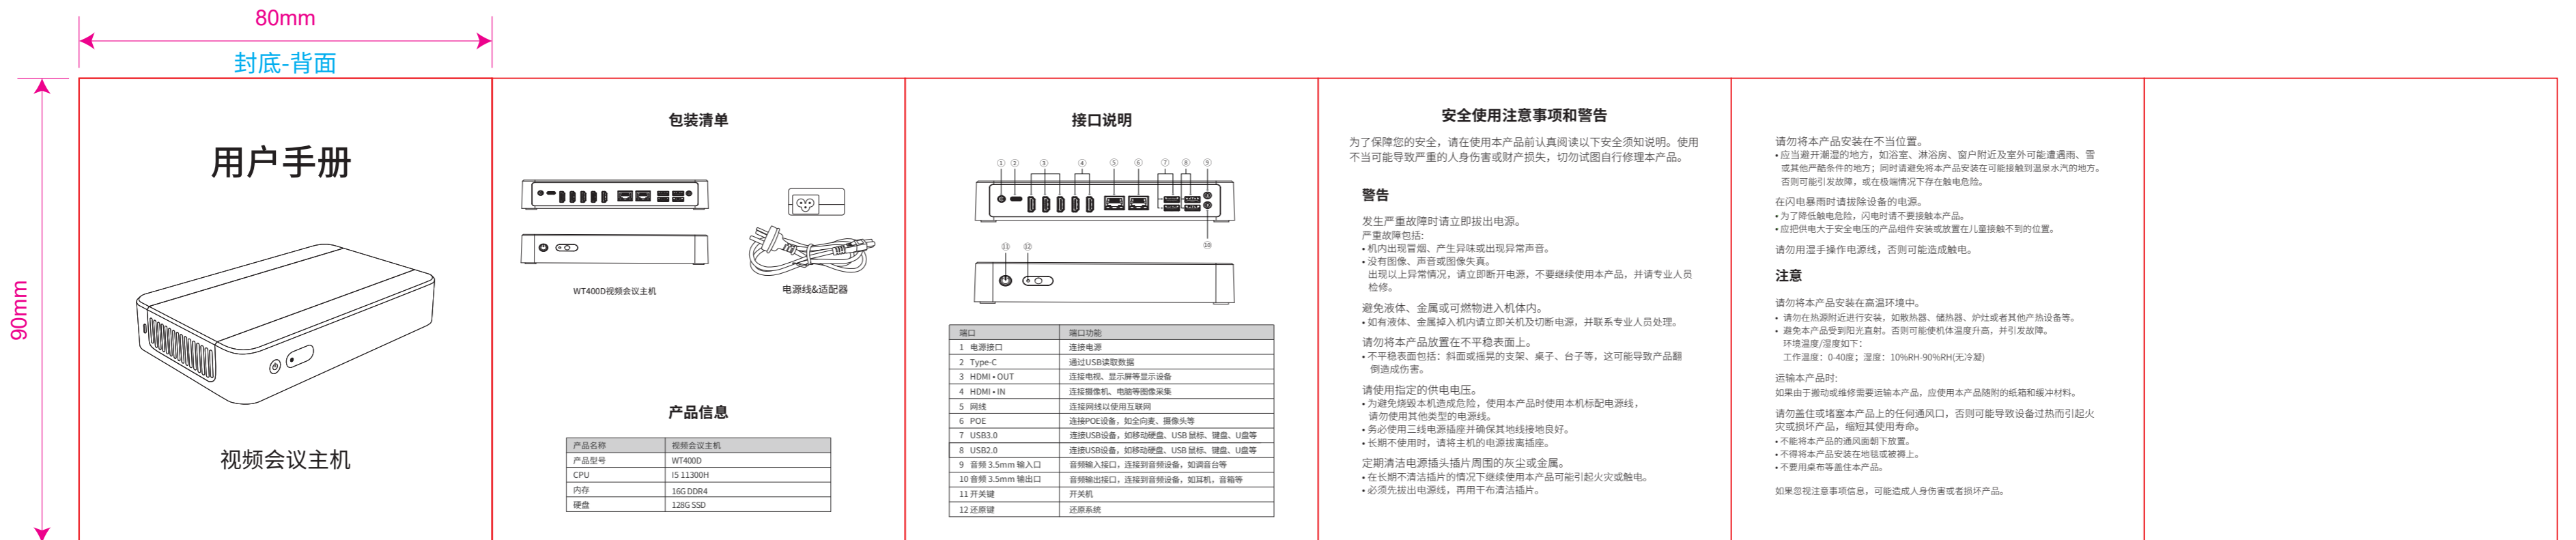 80mm
封底-背面
90mm
用户手册
视频会议主机
包装清单
WT400D视频会议主机
电源线&适配器
产品信息
产品名称 视频会议主机
产品型号 WT400D
CPU I5 11300H
内存 16G DDR4
硬盘 128G SSD
接口说明
① ② ③ ④ ⑤ ⑥ ⑦ ⑧ ⑨
⑩
⑪ ⑫
端口 端口功能
1 电源接口 连接电源
2 Type-C 通过USB读取数据
3 HDMI • OUT 连接电视、显示屏等显示设备
4 HDMI • IN 连接摄像机、电脑等图像采集
5 网线 连接网线以使用互联网
6 POE 连接POE设备，如全向麦、摄像头等
7 USB3.0 连接USB设备，如移动硬盘、USB 鼠标、键盘、U盘等
8 USB2.0 连接USB设备，如移动硬盘、USB 鼠标、键盘、U盘等
9 音频 3.5mm 输入口 音频输入接口，连接到音频设备，如调音台等
10 音频 3.5mm 输出口 音频输出接口，连接到音频设备，如耳机，音箱等
11 开关键 开关机
12 还原键 还原系统
安全使用注意事项和警告
为了保障您的安全，请在使用本产品前认真阅读以下安全须知说明。使用
不当可能导致严重的人身伤害或财产损失，切勿试图自行修理本产品。
警告
发生严重故障时请立即拔出电源。
严重故障包括:
• 机内出现冒烟、产生异味或出现异常声音。
• 没有图像、声音或图像失真。
出现以上异常情况，请立即断开电源，不要继续使用本产品，并请专业人员
检修。
避免液体、金属或可燃物进入机体内。
• 如有液体、金属掉入机内请立即关机及切断电源，并联系专业人员处理。
请勿将本产品放置在不平稳表面上。
• 不平稳表面包括：斜面或摇晃的支架、桌子、台子等，这可能导致产品翻
倒造成伤害。
请使用指定的供电电压。
• 为避免烧毁本机造成危险，使用本产品时使用本机标配电源线，
请勿使用其他类型的电源线。
• 务必使用三线电源插座并确保其地线接地良好。
• 长期不使用时，请将主机的电源拔离插座。
定期清洁电源插头插片周围的灰尘或金属。
• 在长期不清洁插片的情况下继续使用本产品可能引起火灾或触电。
• 必须先拔出电源线，再用干布清洁插片。
请勿将本产品安装在不当位置。
• 应当避开潮湿的地方，如浴室、淋浴房、窗户附近及室外可能遭遇雨、雪
或其他严酷条件的地方；同时请避免将本产品安装在可能接触到温泉水汽的地方。
否则可能引发故障，或在极端情况下存在触电危险。
在闪电暴雨时请拔除设备的电源。
• 为了降低触电危险，闪电时请不要接触本产品。
• 应把供电大于安全电压的产品组件安装或放置在儿童接触不到的位置。
请勿用湿手操作电源线，否则可能造成触电。
注意
请勿将本产品安装在高温环境中。
• 请勿在热源附近进行安装，如散热器、储热器、炉灶或者其他产热设备等。
• 避免本产品受到阳光直射。否则可能使机体温度升高，并引发故障。
环境温度/湿度如下：
工作温度：0-40度；湿度：10%RH-90%RH(无冷凝)
运输本产品时:
如果由于搬动或维修需要运输本产品，应使用本产品随附的纸箱和缓冲材料。
请勿盖住或堵塞本产品上的任何通风口，否则可能导致设备过热而引起火
灾或损坏产品，缩短其使用寿命。
• 不能将本产品的通风面朝下放置。
• 不得将本产品安装在地毯或被褥上。
• 不要用桌布等盖住本产品。
如果忽视注意事项信息，可能造成人身伤害或者损坏产品。